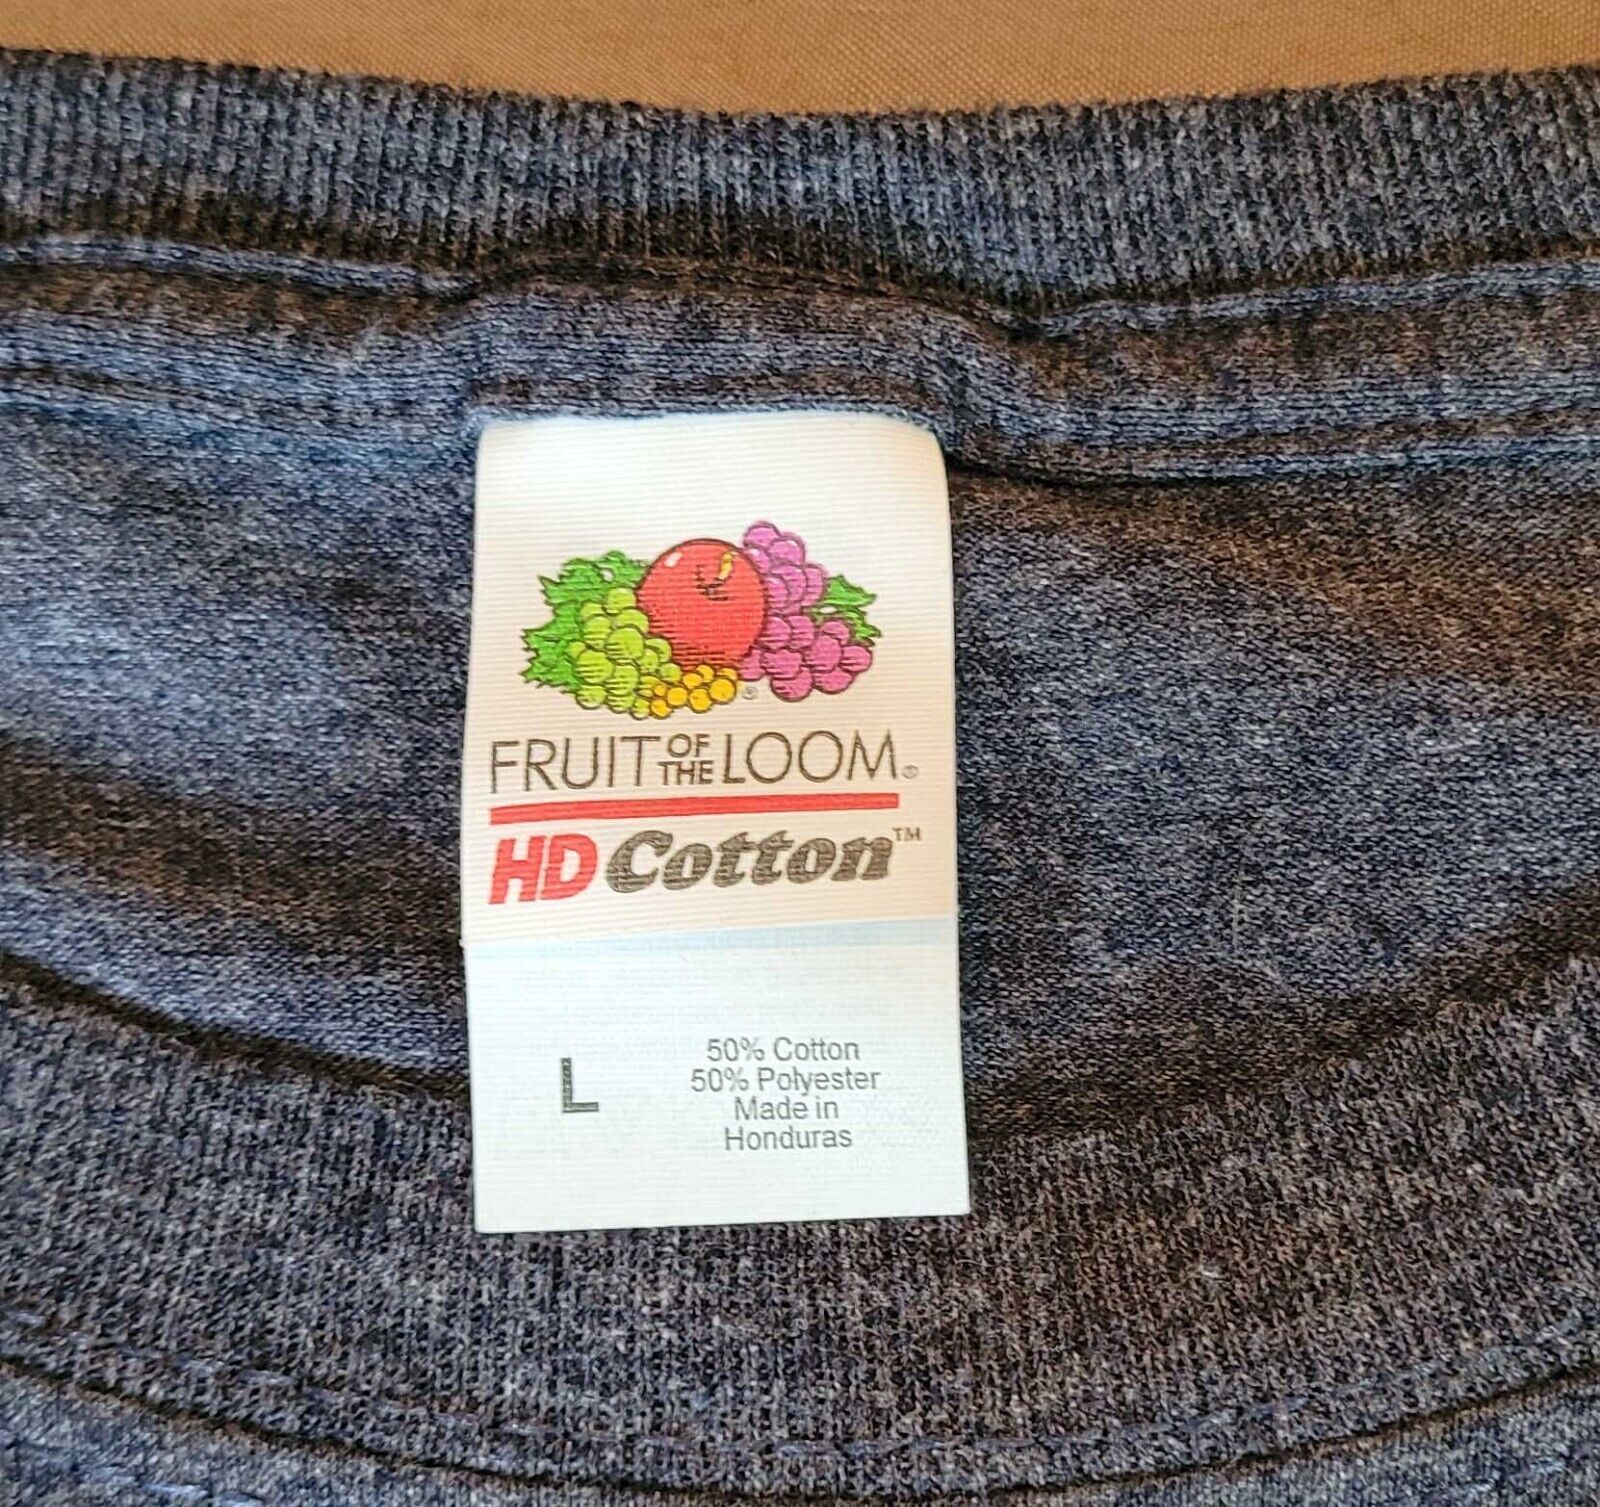 FRUIT OF THE LOOM®
HD Cotton™
L
50% Cotton
50% Polyester
Made in
Honduras